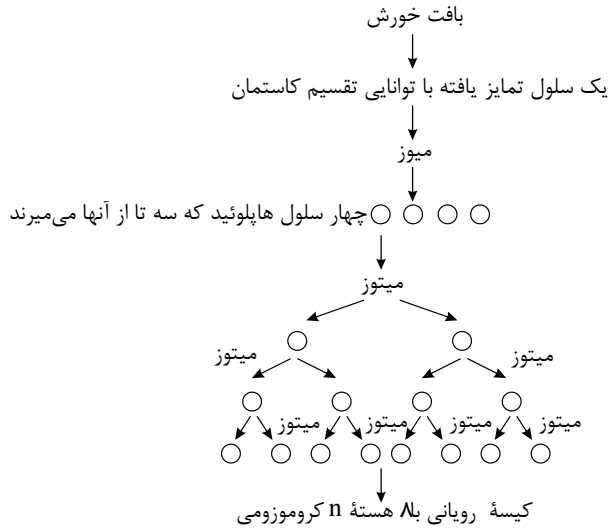 بافت خورش
یک سلول تمایز یافته با توانایی تقسیم کاستمان
میوز
چهار سلول هاپلوئید که سه تا از آنها می‌میرند
میتوز
میتوز
میتوز
میتوز
میتوز
میتوز
میتوز
کیسهٔ رویانی با ۸ هستهٔ n کروموزومی